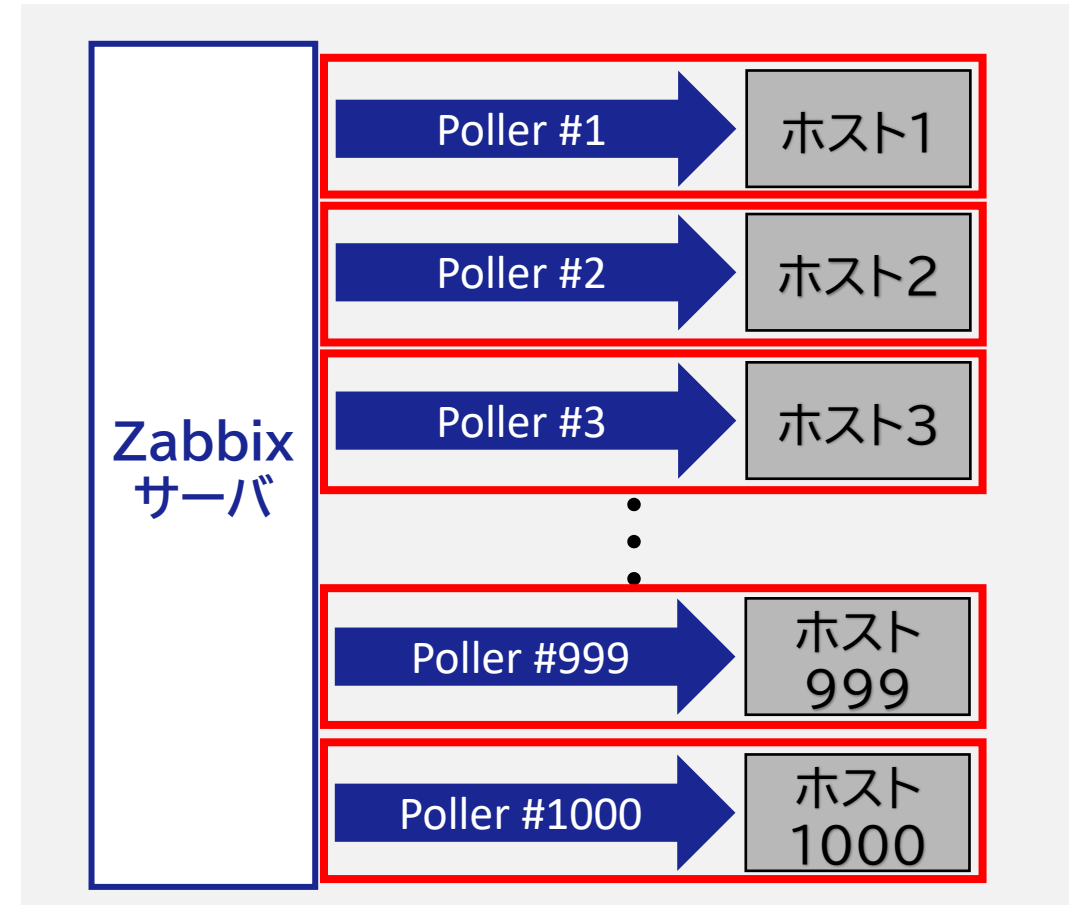 Zabbix
サーバ
Poller #1
ホスト1
Poller #2
ホスト2
Poller #3
ホスト3
Poller #999
ホスト
999
Poller #1000
ホスト
1000